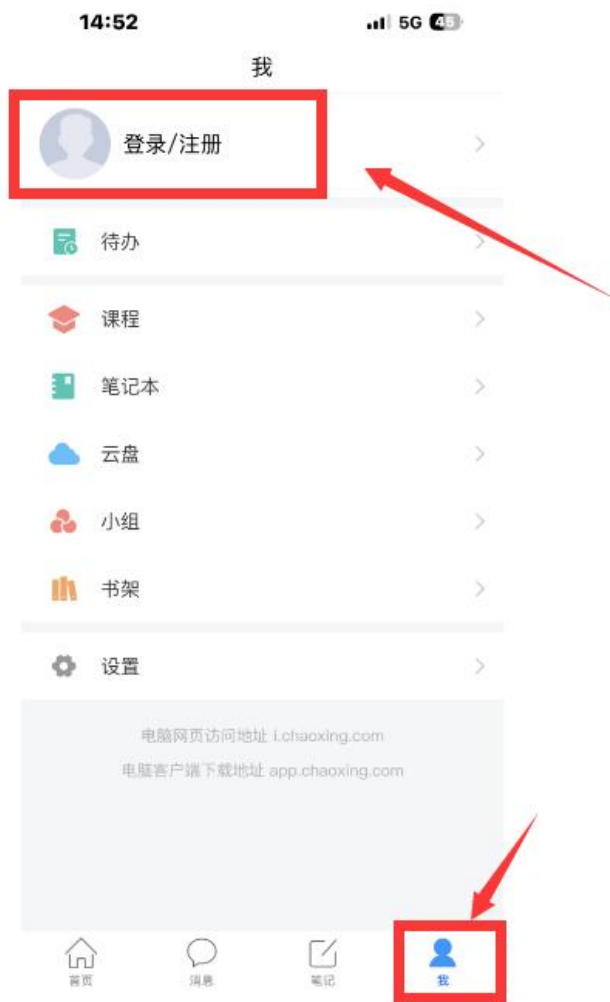 14:52 5G 45
我
登录/注册
待办
课程
笔记本
云盘
小组
书架
设置
电脑网页访问地址 i.chaoxing.com
电脑客户端下载地址 app.chaoxing.com
首页 消息 笔记 我